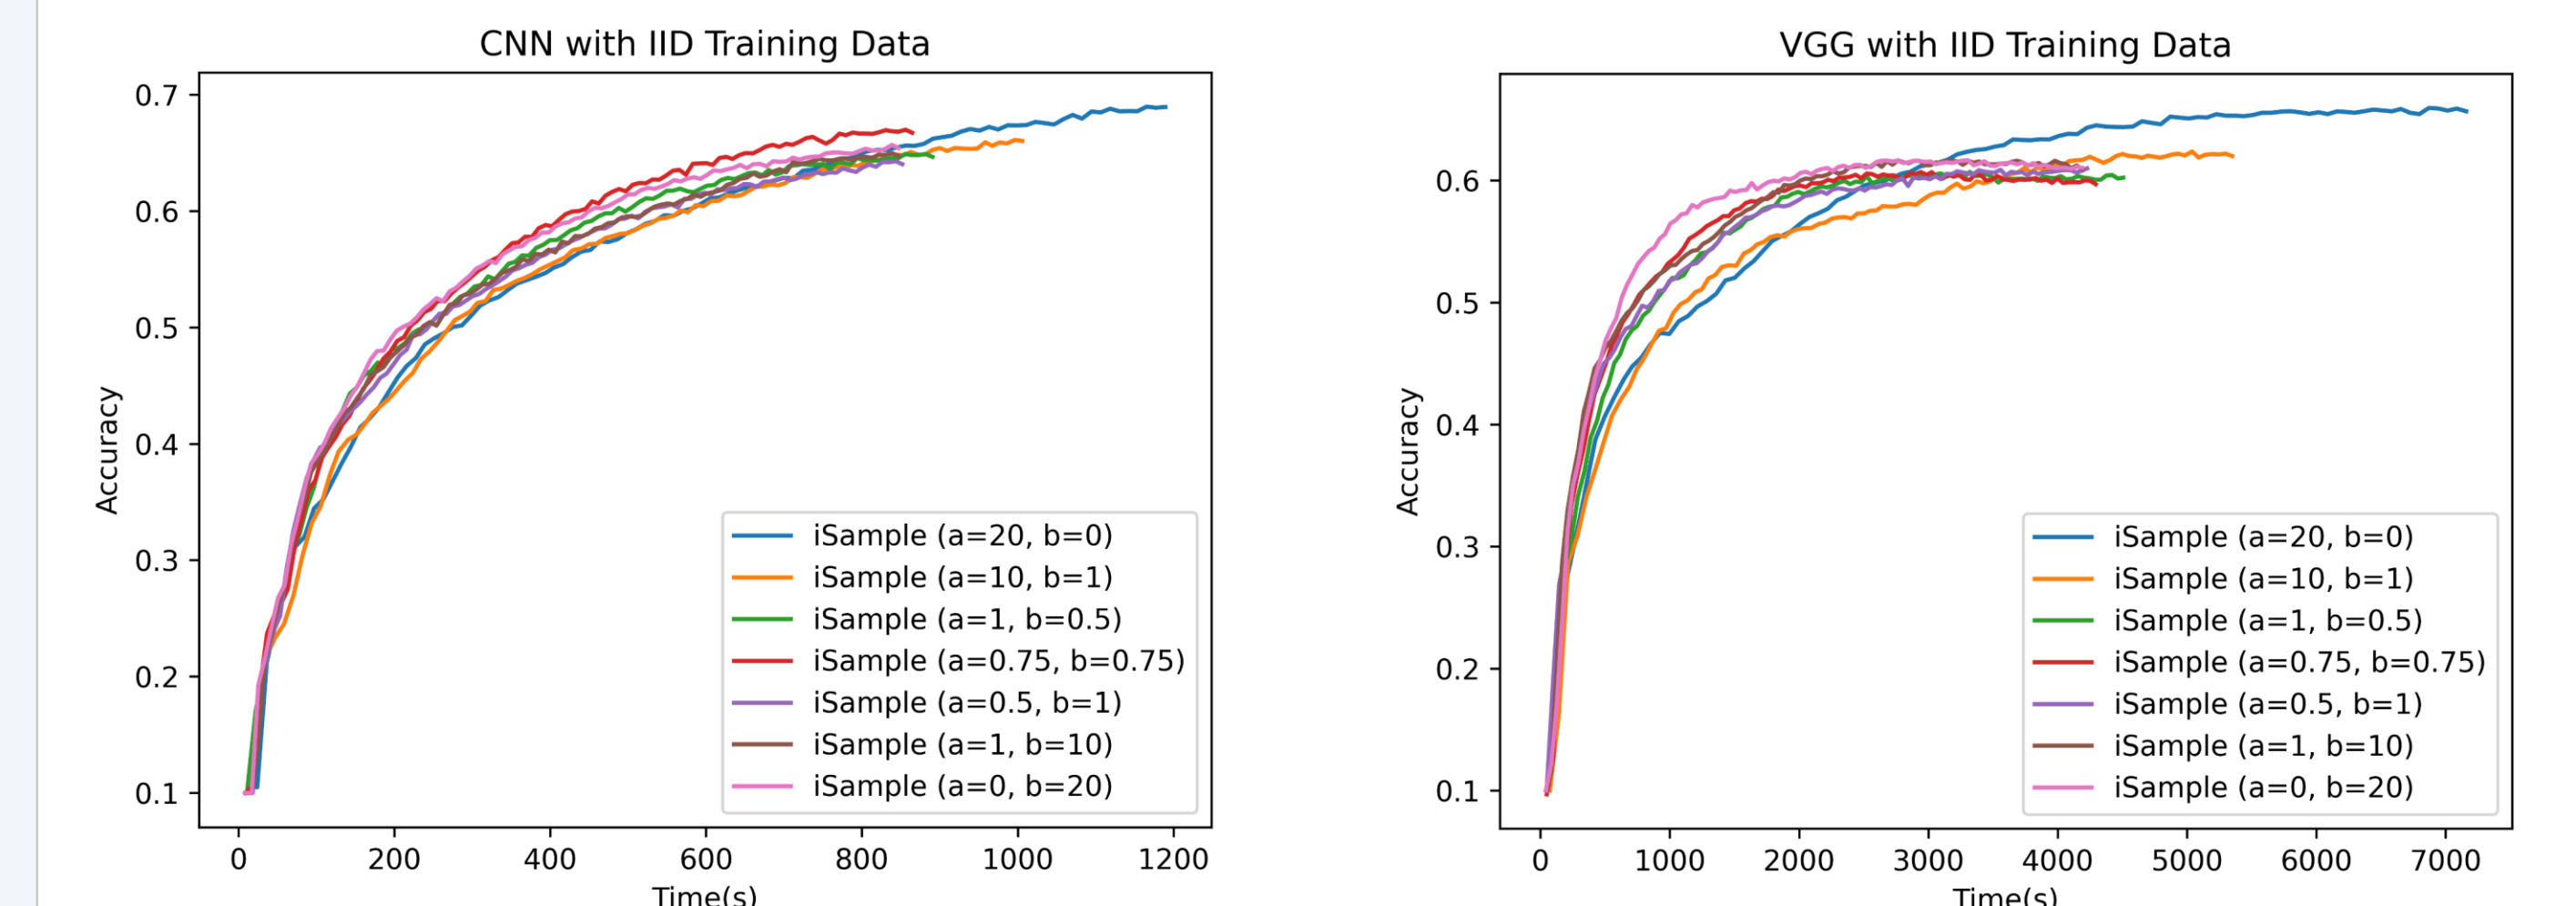 CNN with IID Training Data
0.7
0.6
0.5
0.4
0.3
0.2
0.1
Accuracy
iSample (a=20, b=0)
iSample (a=10, b=1)
iSample (a=1, b=0.5)
iSample (a=0.75, b=0.75)
iSample (a=0.5, b=1)
iSample (a=1, b=10)
iSample (a=0, b=20)
0 200 400 600 800 1000 1200
Time(s)
VGG with IID Training Data
0.6
0.5
0.4
0.3
0.2
0.1
Accuracy
iSample (a=20, b=0)
iSample (a=10, b=1)
iSample (a=1, b=0.5)
iSample (a=0.75, b=0.75)
iSample (a=0.5, b=1)
iSample (a=1, b=10)
iSample (a=0, b=20)
0 1000 2000 3000 4000 5000 6000 7000
Time(s)